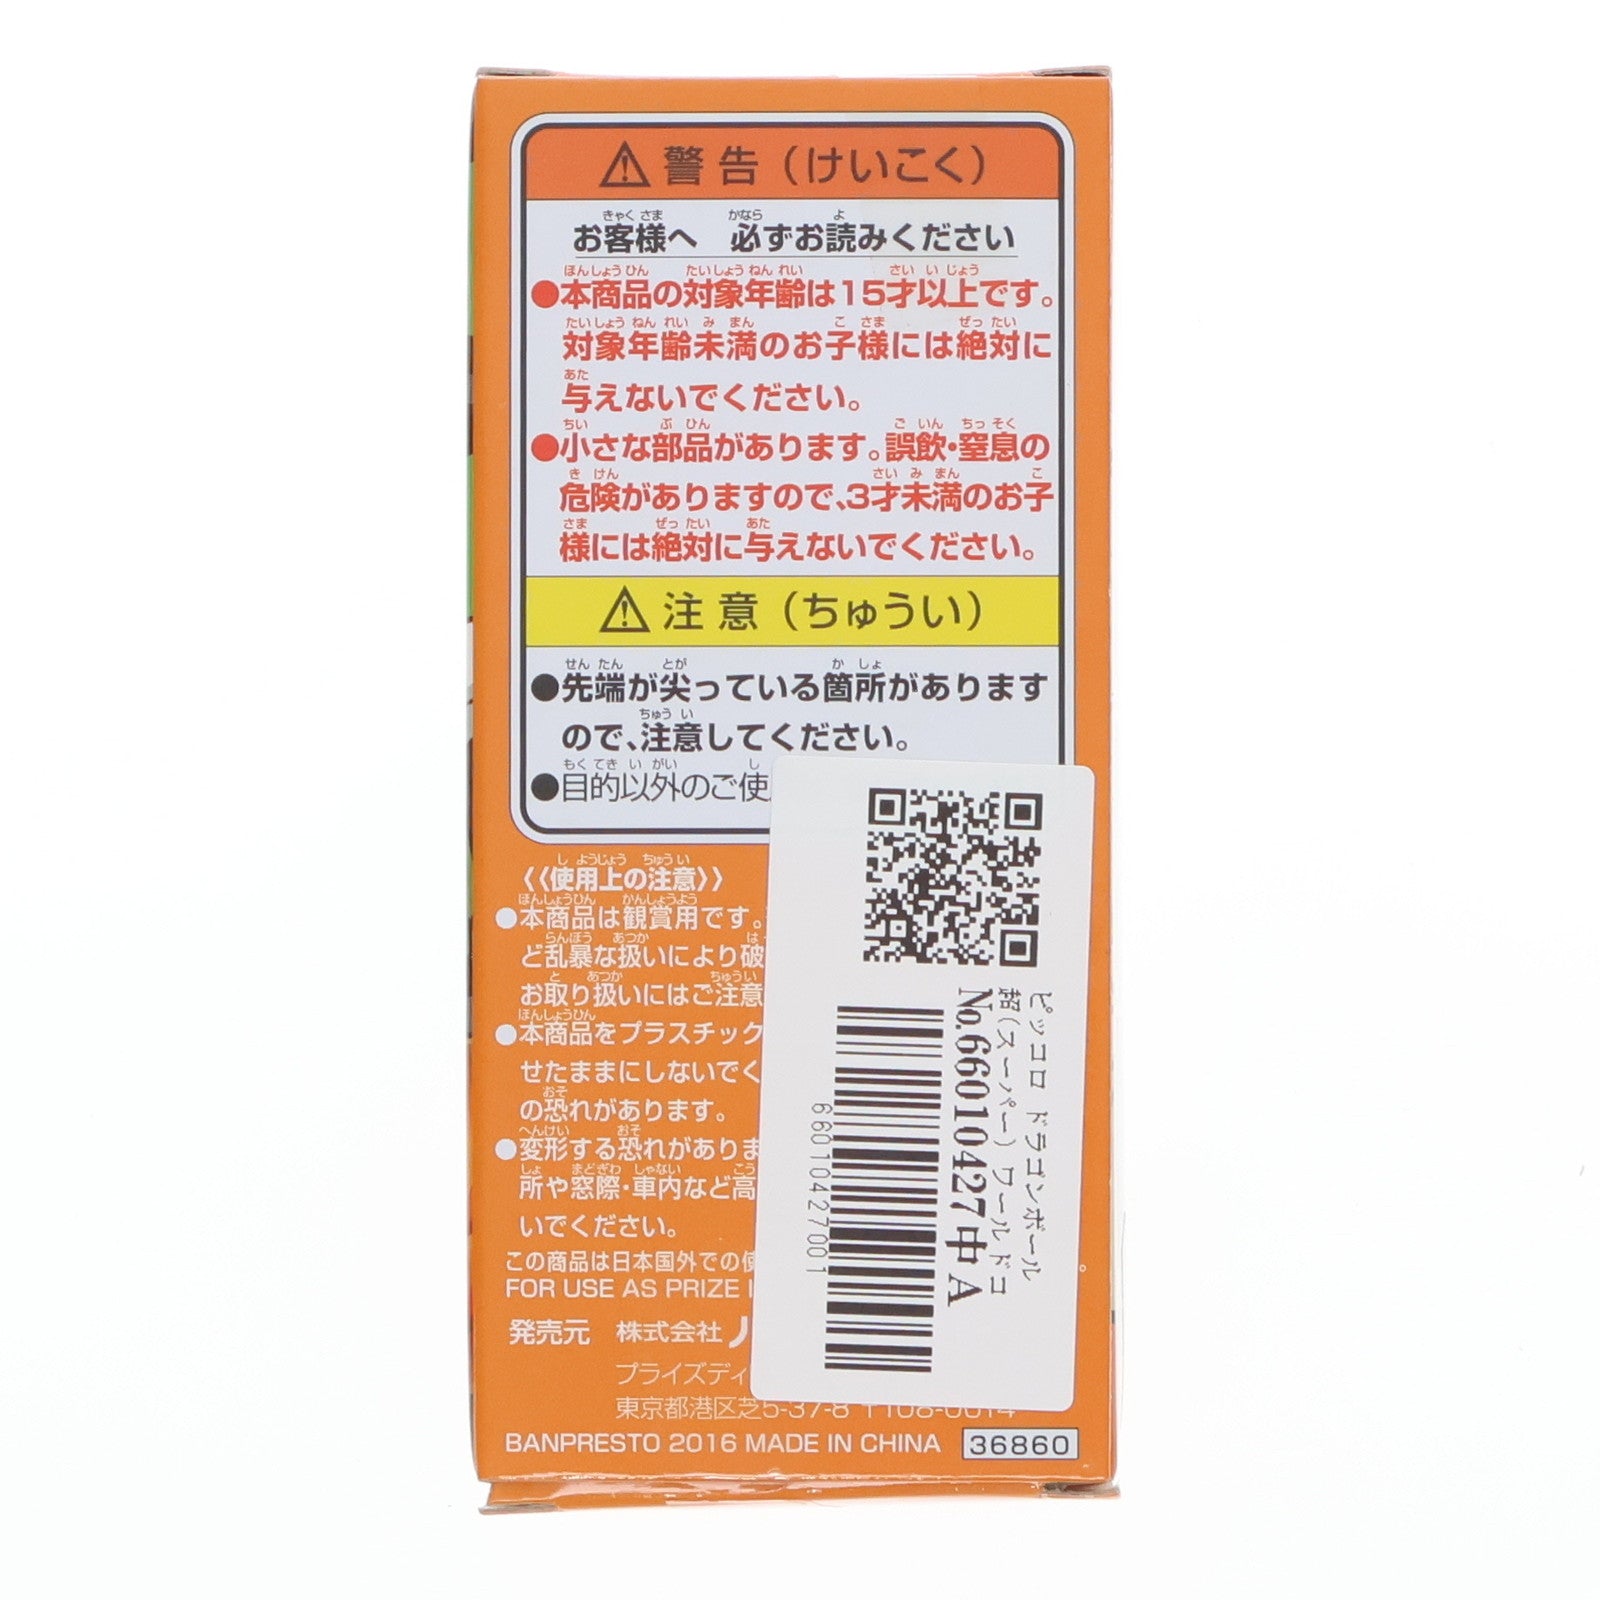 警告（けいこく）
お客様へ　必ずお読みください
●本商品の対象年齢は15才以上です。
対象年齢未満のお子様には絶対に
与えないでください。
●小さな部品があります。誤飲・窒息の
危険がありますので、3才未満のお子
様には絶対に与えないでください。
注意（ちゅうい）
●先端が尖っている箇所があります
ので、注意してください。
●目的以外のご使
《使用上の注意》
●本商品は観賞用です。
ど乱暴な扱いにより破
お取り扱いにはご注意
●本商品をプラスチック
せたままにしないでく
の恐れがあります。
●変形する恐れがありま
所や窓際・車内など高
いでください。
この商品は日本国外での使
FOR USE AS PRIZE
発売元　株式会社
プライズディ
東京都港区芝5-37-8 〒108-0014
BANPRESTO 2016 MADE IN CHINA 36860
ピッコロ ドラゴンボール
超(スーパー) ワールドコ
No.66010427中 A
66010427001